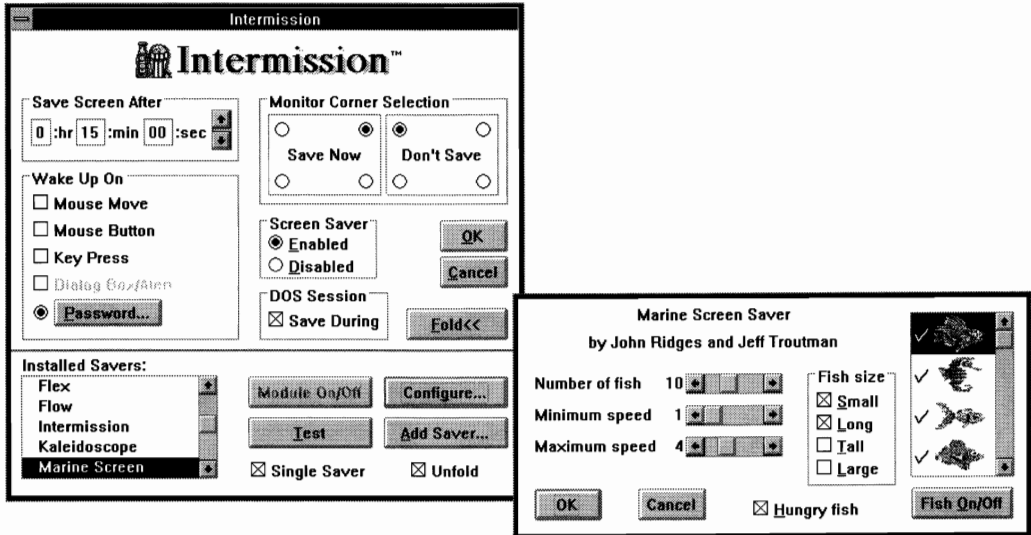 Intermission
Intermission™
Save Screen After
0 :hr 15 :min 00 :sec
Monitor Corner Selection
Save Now
Don't Save
Wake Up On
Mouse Move
Mouse Button
Key Press
Dialog Box/Alert
Password...
Screen Saver
Enabled
Disabled
DOS Session
Save During
OK
Cancel
Fold<<
Installed Savers:
Flex
Flow
Intermission
Kaleidoscope
Marine Screen
Module On/Off
Configure...
Test
Add Saver...
Single Saver
Unfold
Marine Screen Saver
by John Ridges and Jeff Troutman
Number of fish 10
Minimum speed 1
Maximum speed 4
Fish size
Small
Long
Tall
Large
OK
Cancel
Hungry fish
Fish On/Off